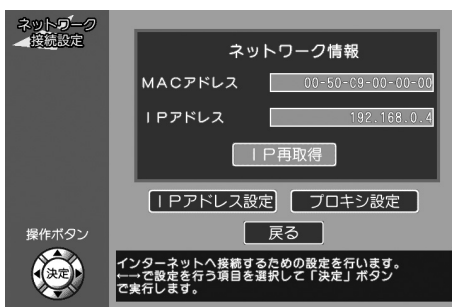 ネットワーク
接続設定
ネットワーク情報
MACアドレス 00-50-C9-00-00-00
IPアドレス 192.168.0.4
IP再取得
IPアドレス設定 プロキシ設定
戻る
操作ボタン
決定
インターネットへ接続するための設定を行います。
←→で設定を行う項目を選択して「決定」ボタン
で実行します。